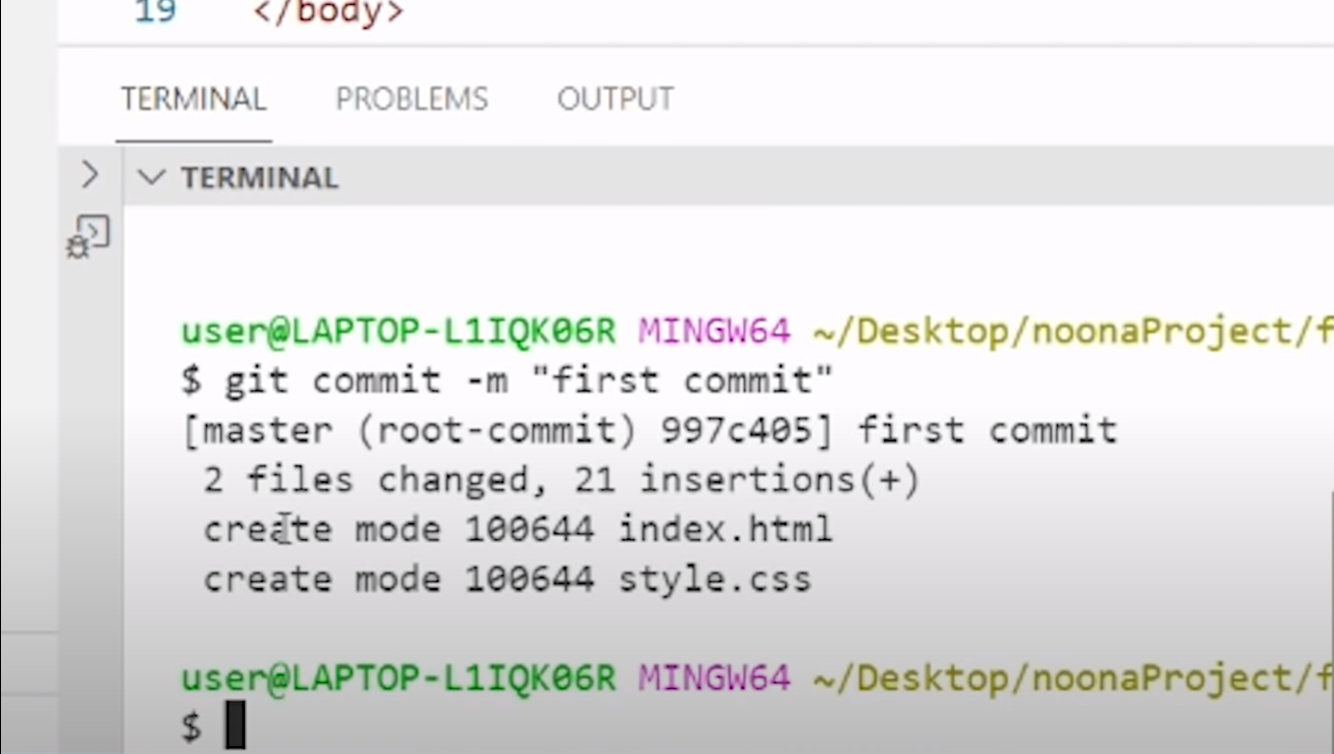 19 </body>
TERMINAL PROBLEMS OUTPUT
TERMINAL
user@LAPTOP-L1IQK06R MINGW64 ~/Desktop/noonaProject/f
$ git commit -m "first commit"
[master (root-commit) 997c405] first commit
2 files changed, 21 insertions(+)
create mode 100644 index.html
create mode 100644 style.css
user@LAPTOP-L1IQK06R MINGW64 ~/Desktop/noonaProject/f
$